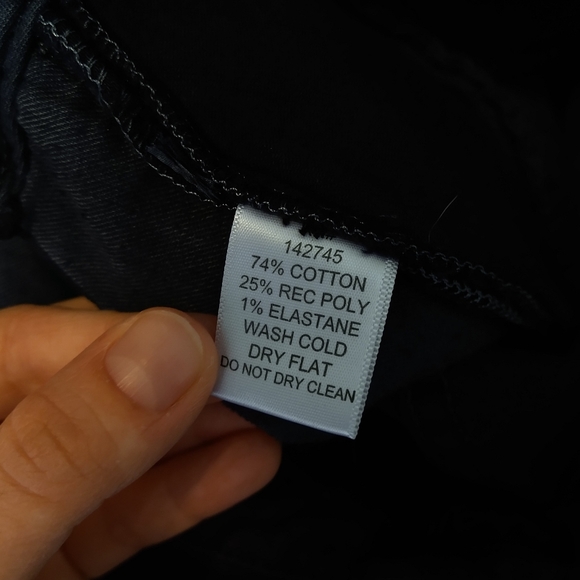 142745
74% COTTON
25% REC POLY
1% ELASTANE
WASH COLD
DRY FLAT
DO NOT DRY CLEAN